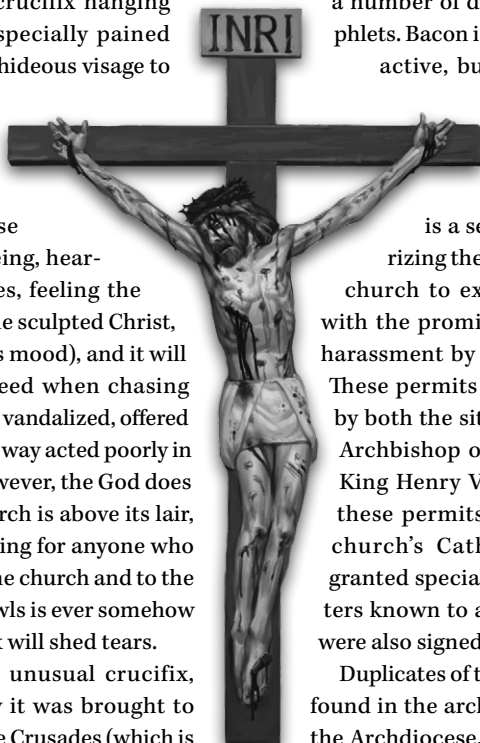 crucifix hanging
specially pained
hideous visage to
se
eing, hear-
es, feeling the
e sculpted Christ,
s mood), and it will
eed when chasing
vandalized, offered
way acted poorly in
wever, the God does
rch is above its lair,
ing for anyone who
e church and to the
wls is ever somehow
will shed tears.
unusual crucifix,
it was brought to
e Crusades (which is
INRI
a number of d
phlets. Bacon i
active, bu
is a se
rizing the
church to ex
with the promi
harassment by
These permits
by both the sit
Archbishop o
King Henry V
these permits
church's Cath
granted specia
ters known to a
were also signed
Duplicates of t
found in the arch
the Archdiocese.